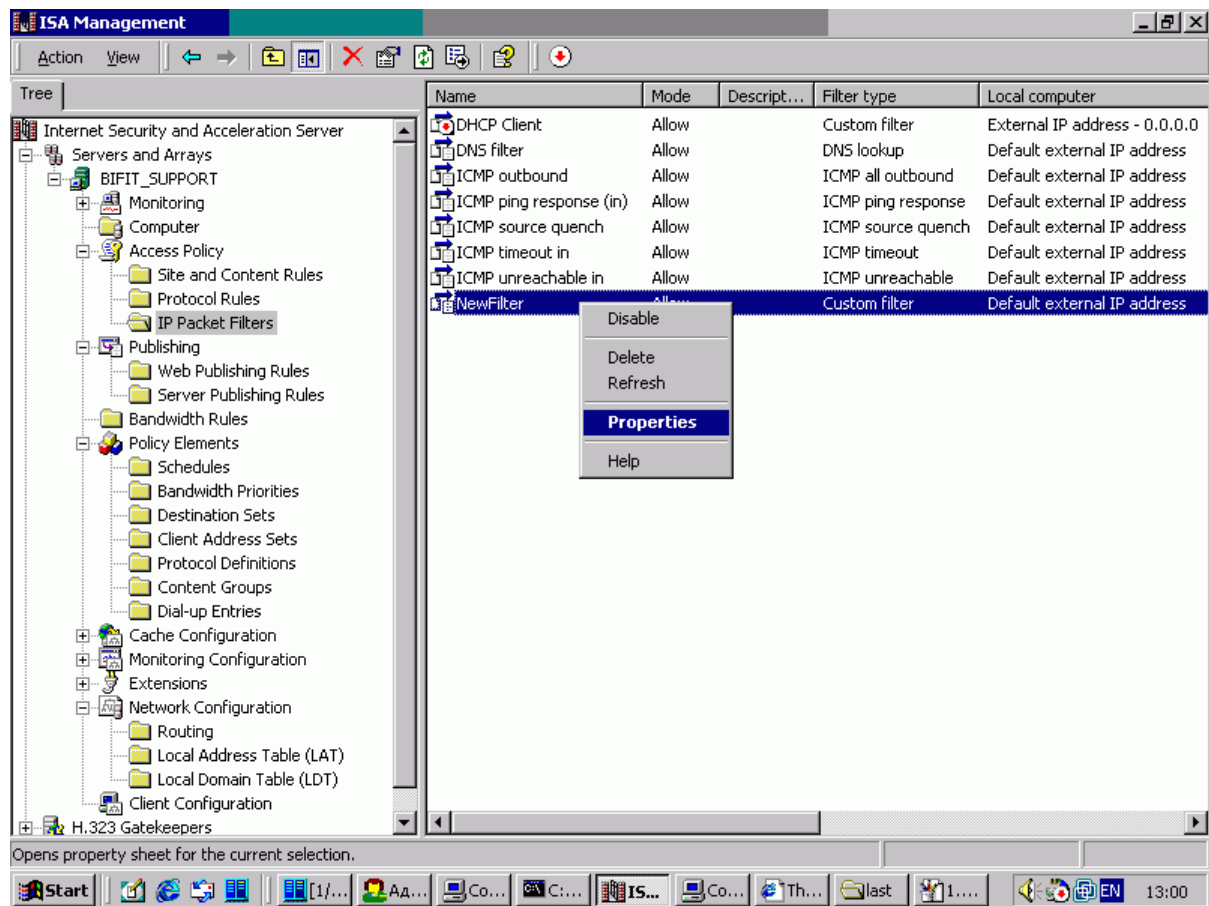 ISA Management
Action View
Tree
Name Mode Descript... Filter type Local computer
Internet Security and Acceleration Server
Servers and Arrays
BIFIT_SUPPORT
Monitoring
Computer
Access Policy
Site and Content Rules
Protocol Rules
IP Packet Filters
Publishing
Web Publishing Rules
Server Publishing Rules
Bandwidth Rules
Policy Elements
Schedules
Bandwidth Priorities
Destination Sets
Client Address Sets
Protocol Definitions
Content Groups
Dial-up Entries
Cache Configuration
Monitoring Configuration
Extensions
Network Configuration
Routing
Local Address Table (LAT)
Local Domain Table (LDT)
Client Configuration
H.323 Gatekeepers
DHCP Client Allow Custom filter External IP address - 0.0.0.0
DNS filter Allow DNS lookup Default external IP address
ICMP outbound Allow ICMP all outbound Default external IP address
ICMP ping response (in) Allow ICMP ping response Default external IP address
ICMP source quench Allow ICMP source quench Default external IP address
ICMP timeout in Allow ICMP timeout Default external IP address
ICMP unreachable in Allow ICMP unreachable Default external IP address
NewFilter Allow Custom filter Default external IP address
Disable
Delete
Refresh
Properties
Help
Opens property sheet for the current selection.
Start [1/... Ад... Co... C:... IS... Co... Th... last 1.... EN 13:00